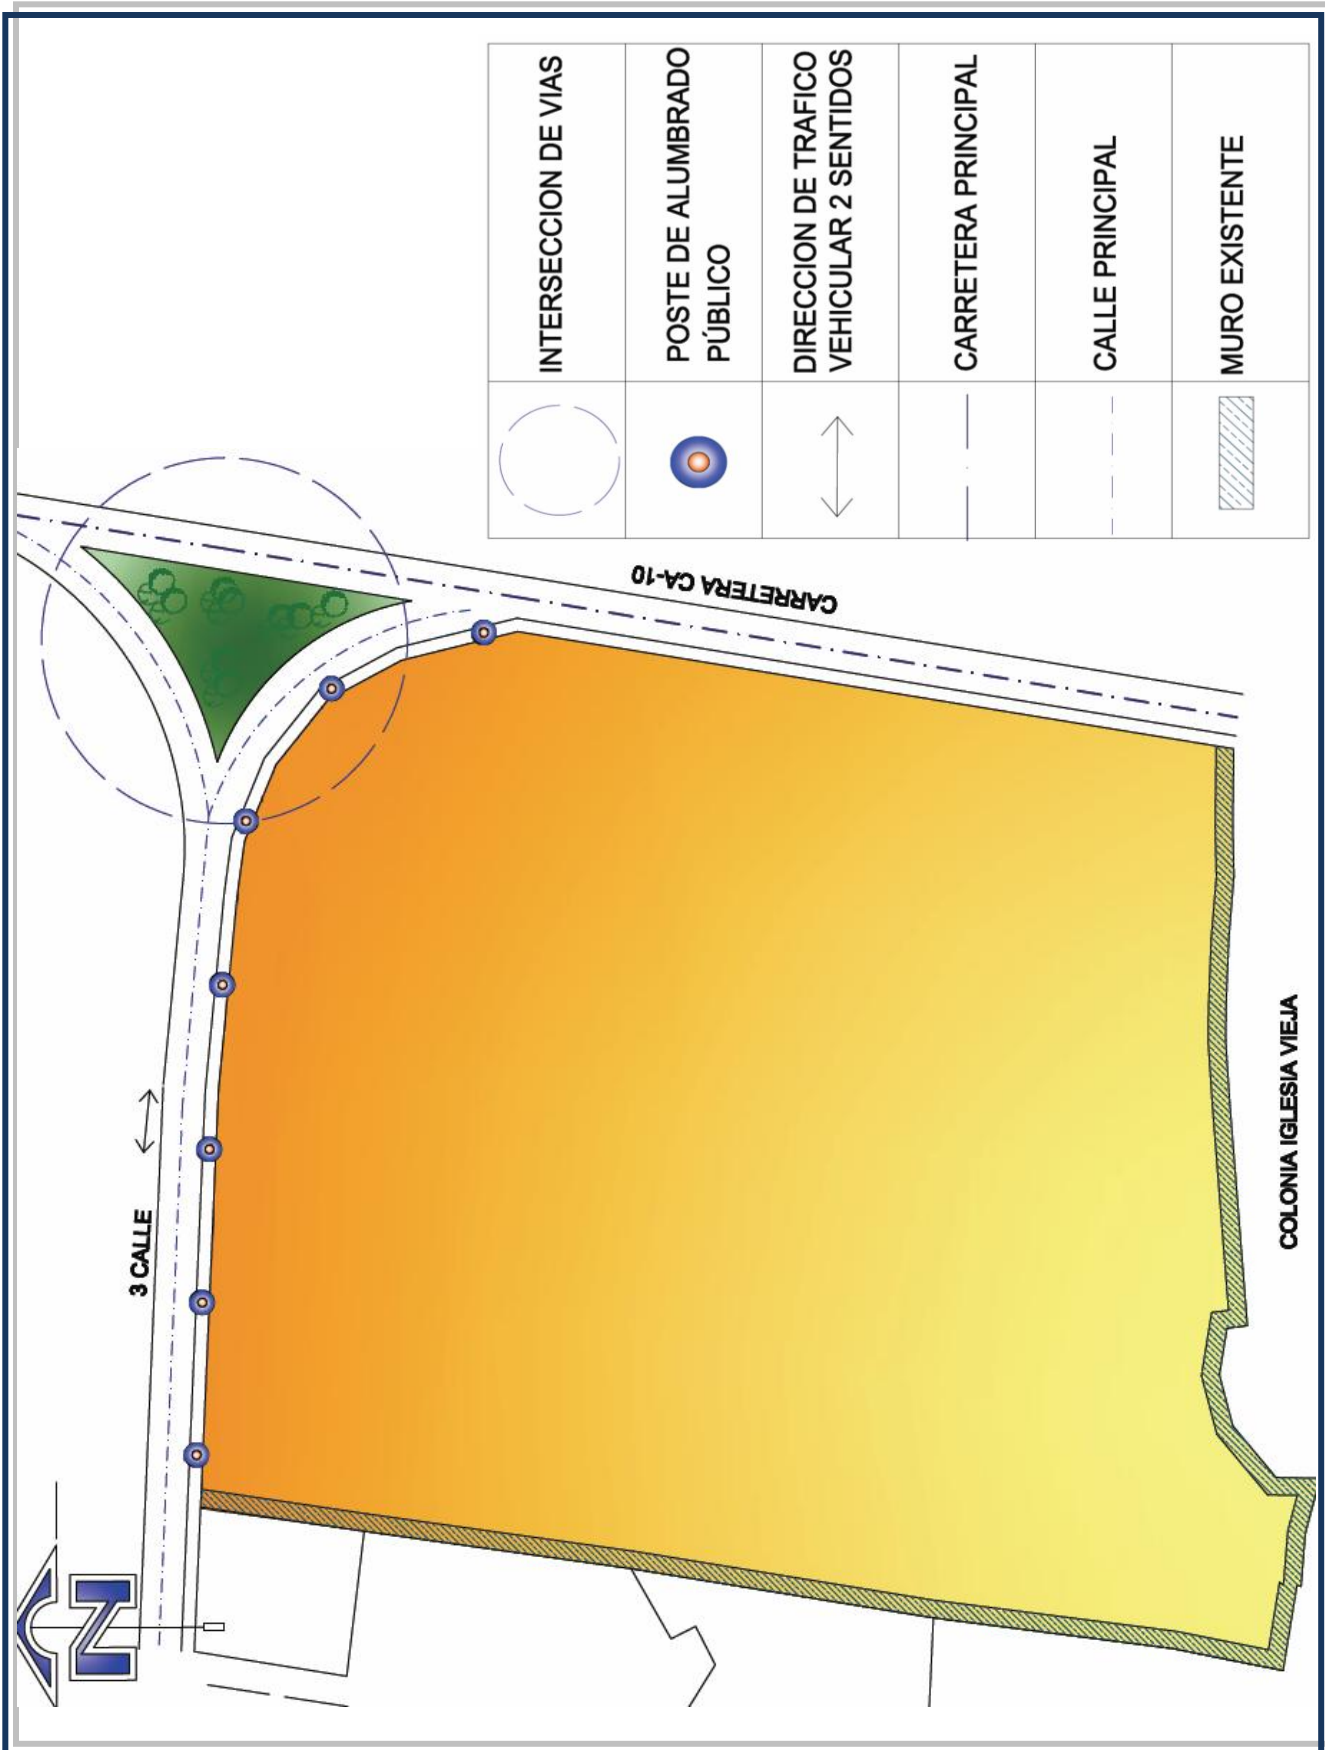 INTERSECCION DE VIAS
POSTE DE ALUMBRADO
PÚBLICO
DIRECCION DE TRAFICO
VEHICULAR 2 SENTIDOS
CARRETERA PRINCIPAL
CALLE PRINCIPAL
MURO EXISTENTE
CARRETERA CA-10
3 CALLE
COLONIA IGLESIA VIEJA
N